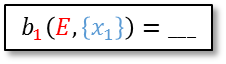 b₁(E,{x₁}) = __